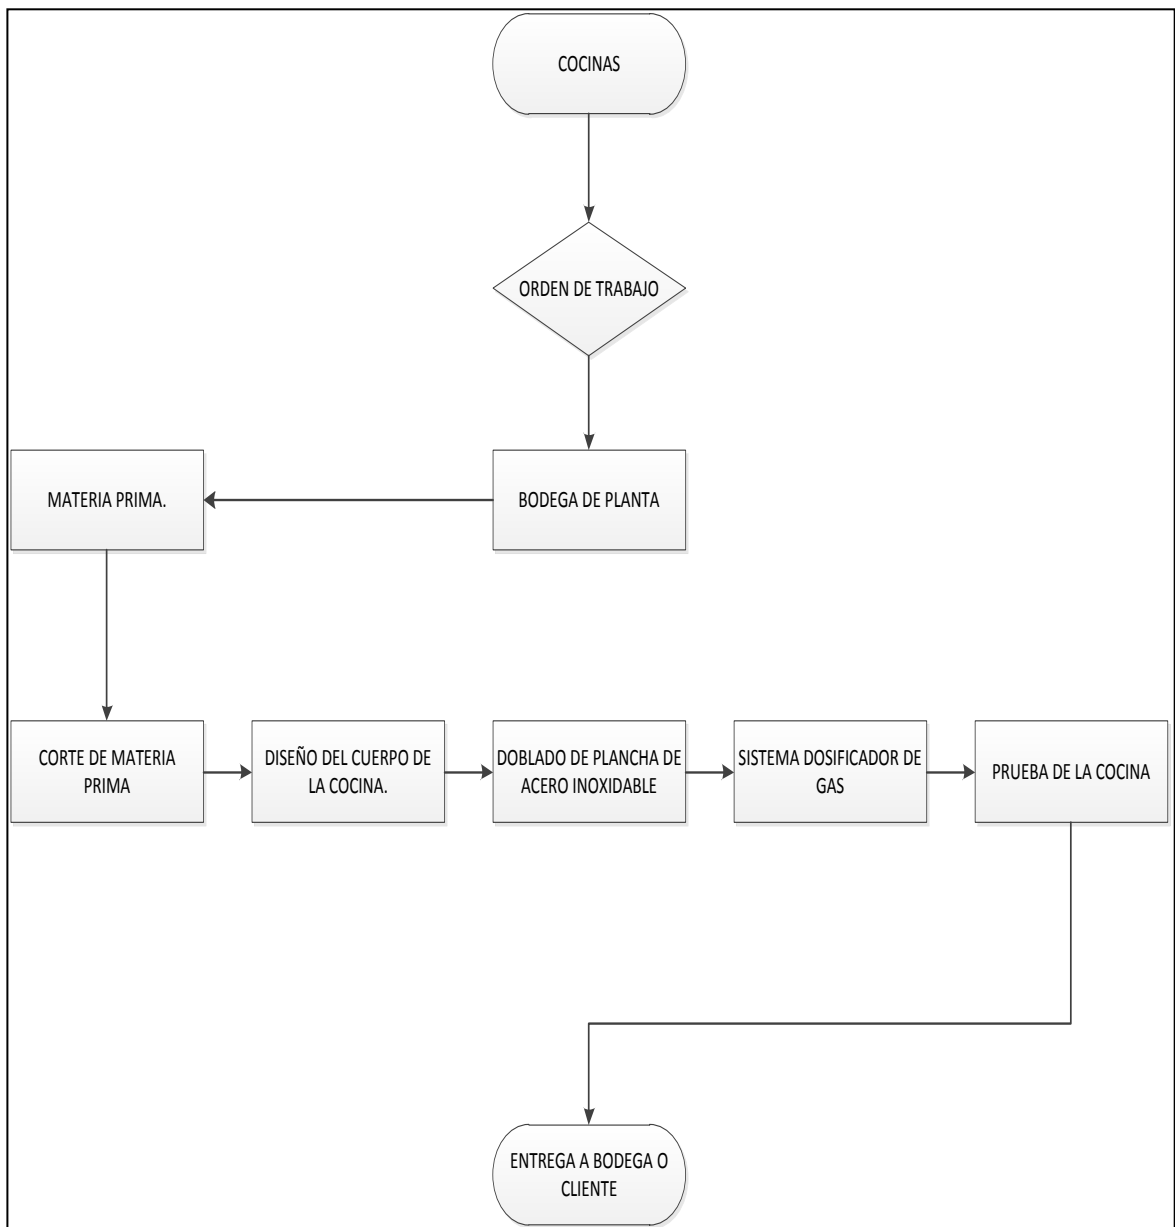 COCINAS
ORDEN DE TRABAJO
BODEGA DE PLANTA
MATERIA PRIMA.
CORTE DE MATERIA
PRIMA
DISEÑO DEL CUERPO DE
LA COCINA.
DOBLADO DE PLANCHA DE
ACERO INOXIDABLE
SISTEMA DOSIFICADOR DE
GAS
PRUEBA DE LA COCINA
ENTREGA A BODEGA O
CLIENTE